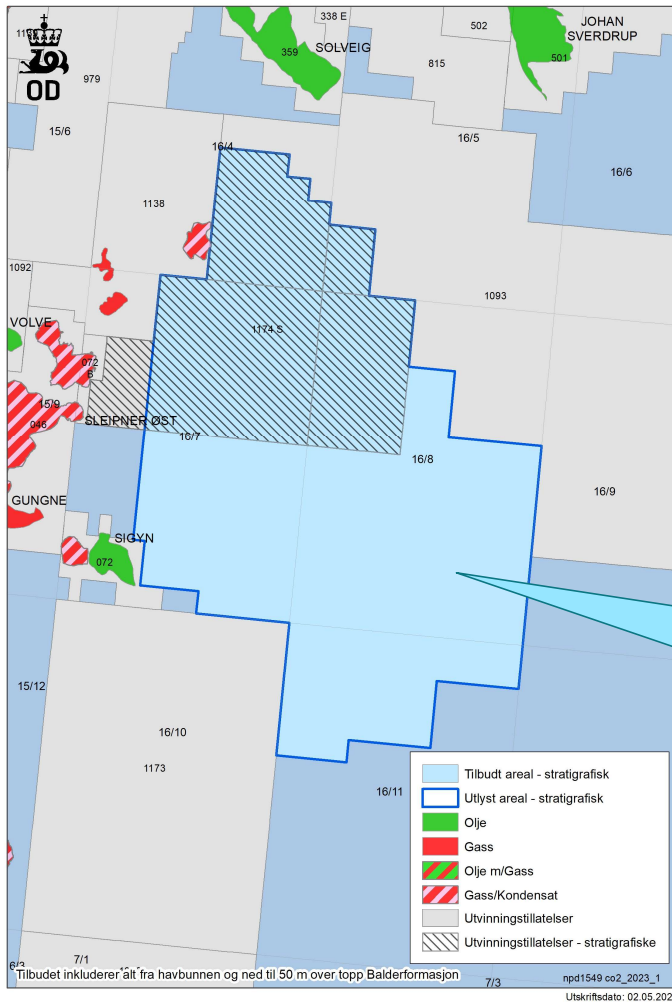 338 E
JOHAN
SVERDRUP
502
359
SOLVEIG
501
OD
979
815
15/6
16/4
16/5
16/6
1138
1092
1093
VOLVE
1174 S
072
B
15/9
046
SLEIPNER ØST
16/7
16/8
16/9
GUNGNE
SIGYN
072
15/12
16/10
1173
16/11
Tilbudt areal - stratigrafisk
Utlyst areal - stratigrafisk
Olje
Gass
Olje m/Gass
Gass/Kondensat
Utvinningstillatelser
Utvinningstillatelser - stratigrafiske
7/1
6/3
Tilbudet inkluderer alt fra havbunnen og ned til 50 m over topp Balderformasjon
7/3
npd1549 co2_2023_1
Utskriftsdato: 02.05.202